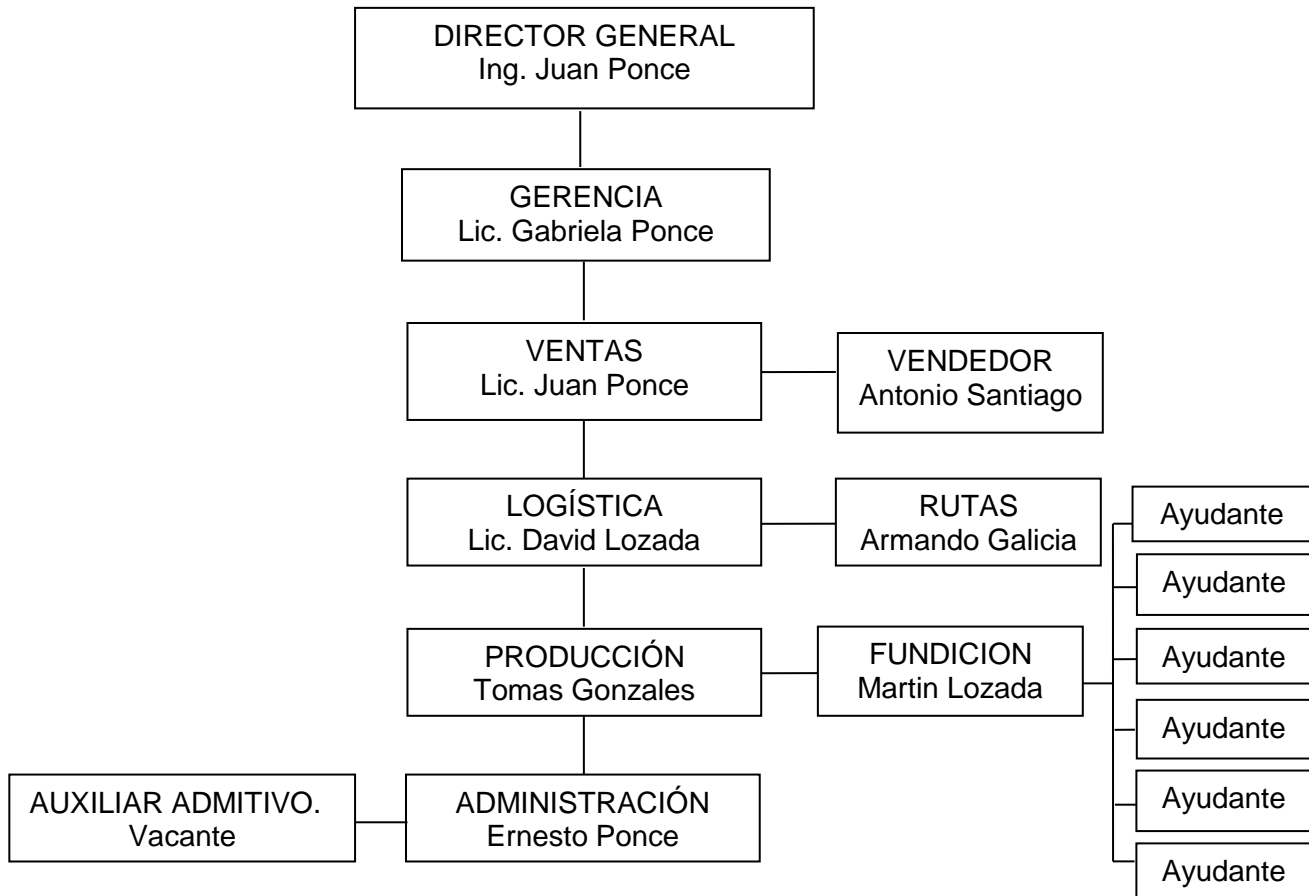 DIRECTOR GENERAL
Ing. Juan Ponce
GERENCIA
Lic. Gabriela Ponce
VENTAS
Lic. Juan Ponce
VENDEDOR
Antonio Santiago
LOGÍSTICA
Lic. David Lozada
RUTAS
Armando Galicia
Ayudante
Ayudante
PRODUCCIÓN
Tomas Gonzales
FUNDICION
Martin Lozada
Ayudante
Ayudante
AUXILIAR ADMITIVO.
Vacante
ADMINISTRACIÓN
Ernesto Ponce
Ayudante
Ayudante